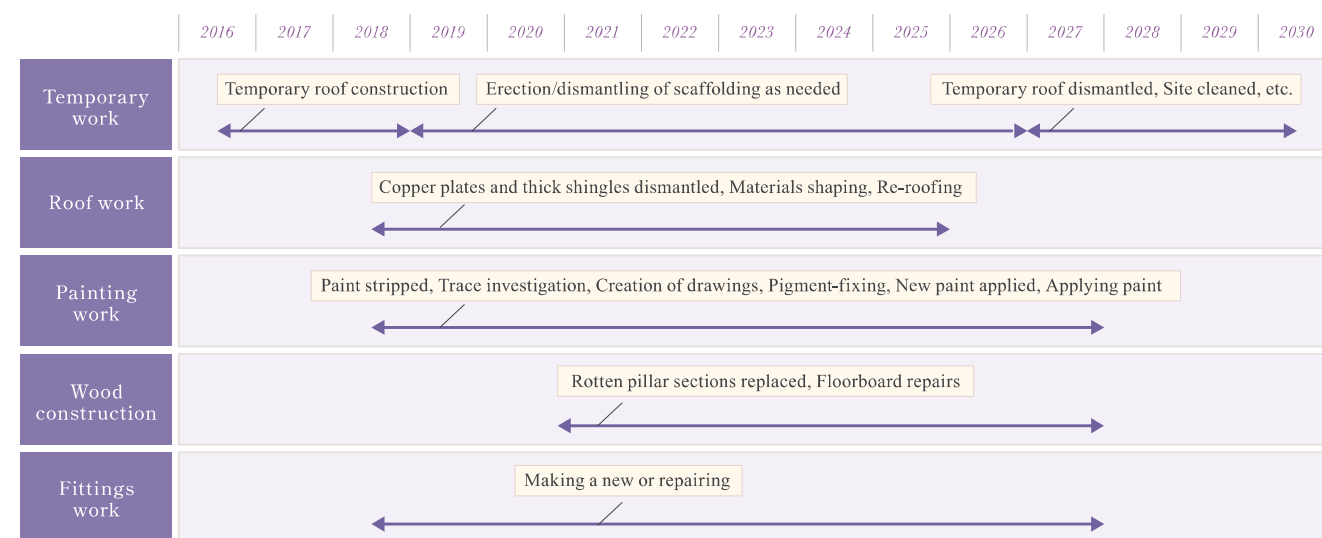 2016 2017 2018 2019 2020 2021 2022 2023 2024 2025 2026 2027 2028 2029 2030
Temporary
work
Temporary roof construction
Erection/dismantling of scaffolding as needed
Temporary roof dismantled, Site cleaned, etc.
Roof work
Copper plates and thick shingles dismantled, Materials shaping, Re-roofing
Painting
work
Paint stripped, Trace investigation, Creation of drawings, Pigment-fixing, New paint applied, Applying paint
Wood
construction
Rotten pillar sections replaced, Floorboard repairs
Fittings
work
Making a new or repairing